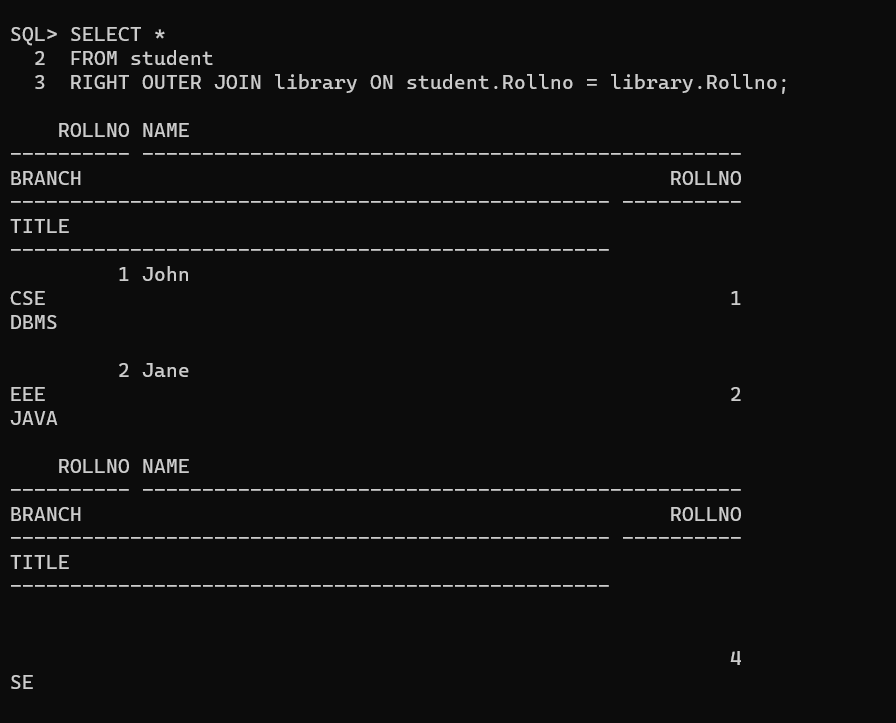 SQL> SELECT *
  2  FROM student
  3  RIGHT OUTER JOIN library ON student.Rollno = library.Rollno;

    ROLLNO NAME
---------- --------------------------------------------------
BRANCH                                                 ROLLNO
-------------------------------------------------- ----------
TITLE
--------------------------------------------------
         1 John
CSE                                                         1
DBMS

         2 Jane
EEE                                                         2
JAVA

    ROLLNO NAME
---------- --------------------------------------------------
BRANCH                                                 ROLLNO
-------------------------------------------------- ----------
TITLE
--------------------------------------------------


                                                            4
SE